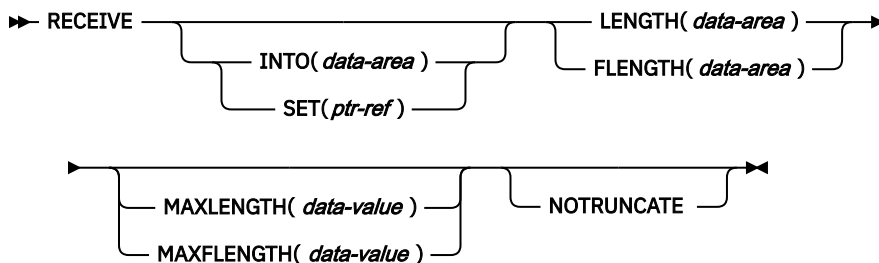 RECEIVE
INTO( data-area )
SET( ptr-ref )
LENGTH( data-area )
FLENGTH( data-area )
MAXLENGTH( data-value )
MAXFLENGTH( data-value )
NOTRUNCATE